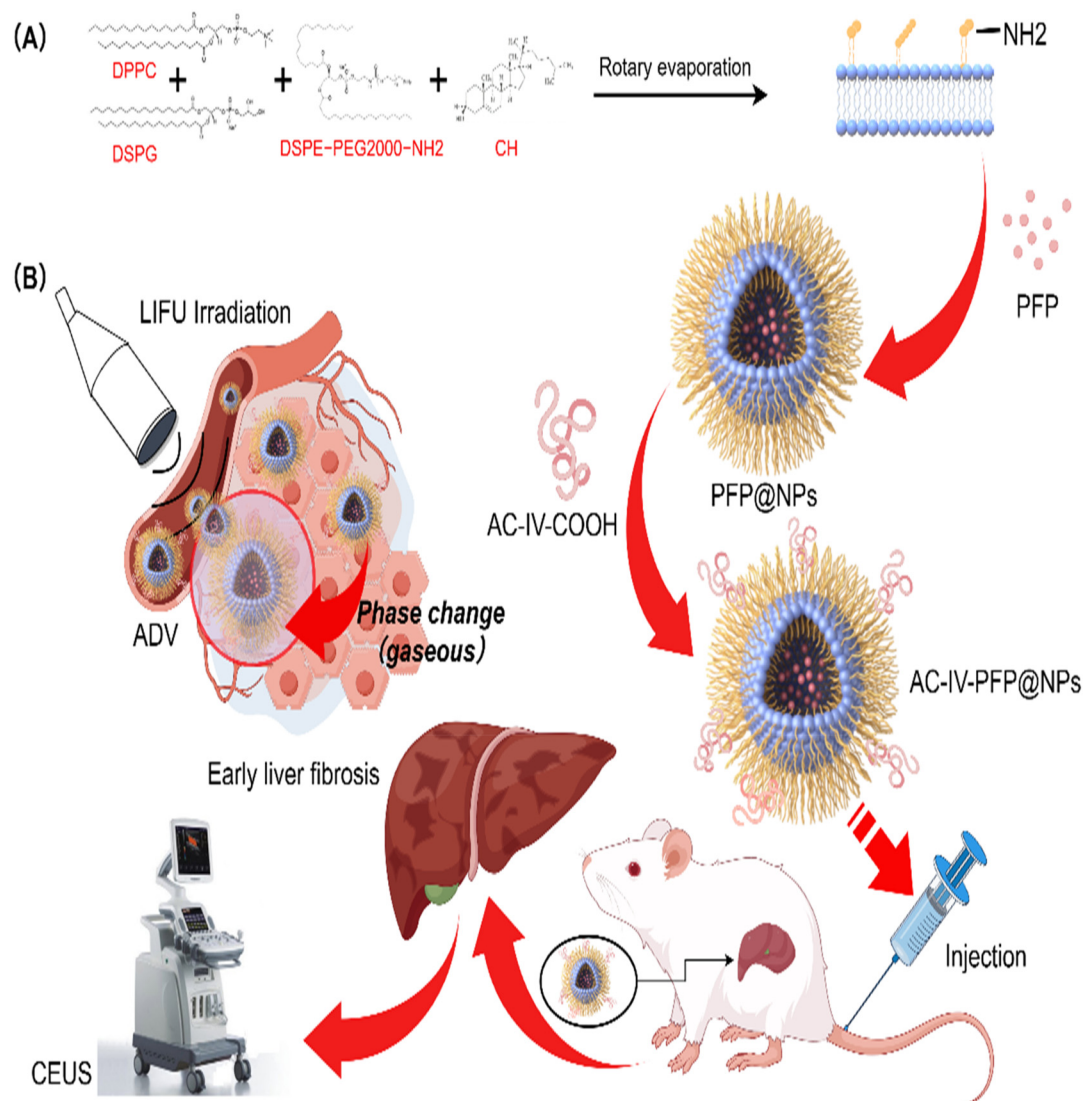 (A)
DPPC
+
DSPG
+
DSPE-PEG2000-NH2
+
CH
Rotary evaporation
NH2
PFP
PFP@NPs
AC-IV-COOH
AC-IV-PFP@NPs
Injection
(B)
LIFU Irradiation
ADV
Phase change
(gaseous)
Early liver fibrosis
CEUS